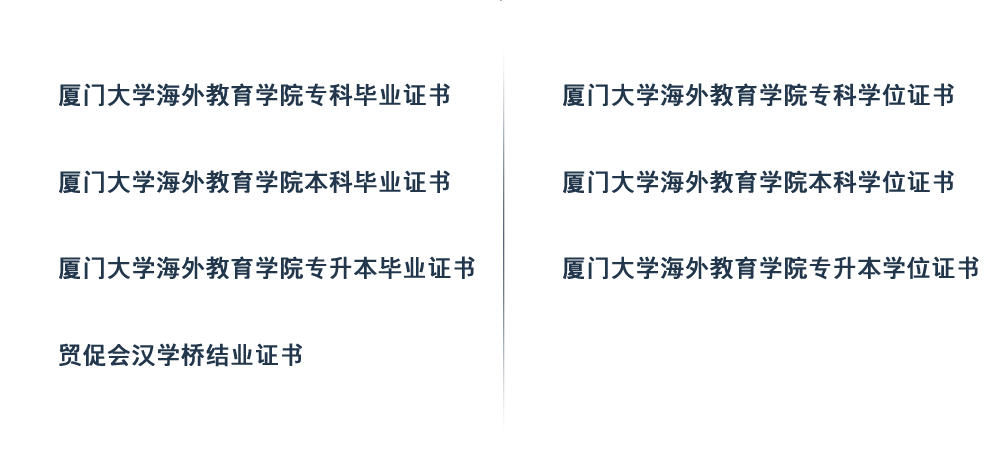 厦门大学海外教育学院专科毕业证书
厦门大学海外教育学院本科毕业证书
厦门大学海外教育学院专升本毕业证书
贸促会汉学桥结业证书
厦门大学海外教育学院专科学位证书
厦门大学海外教育学院本科学位证书
厦门大学海外教育学院专升本学位证书